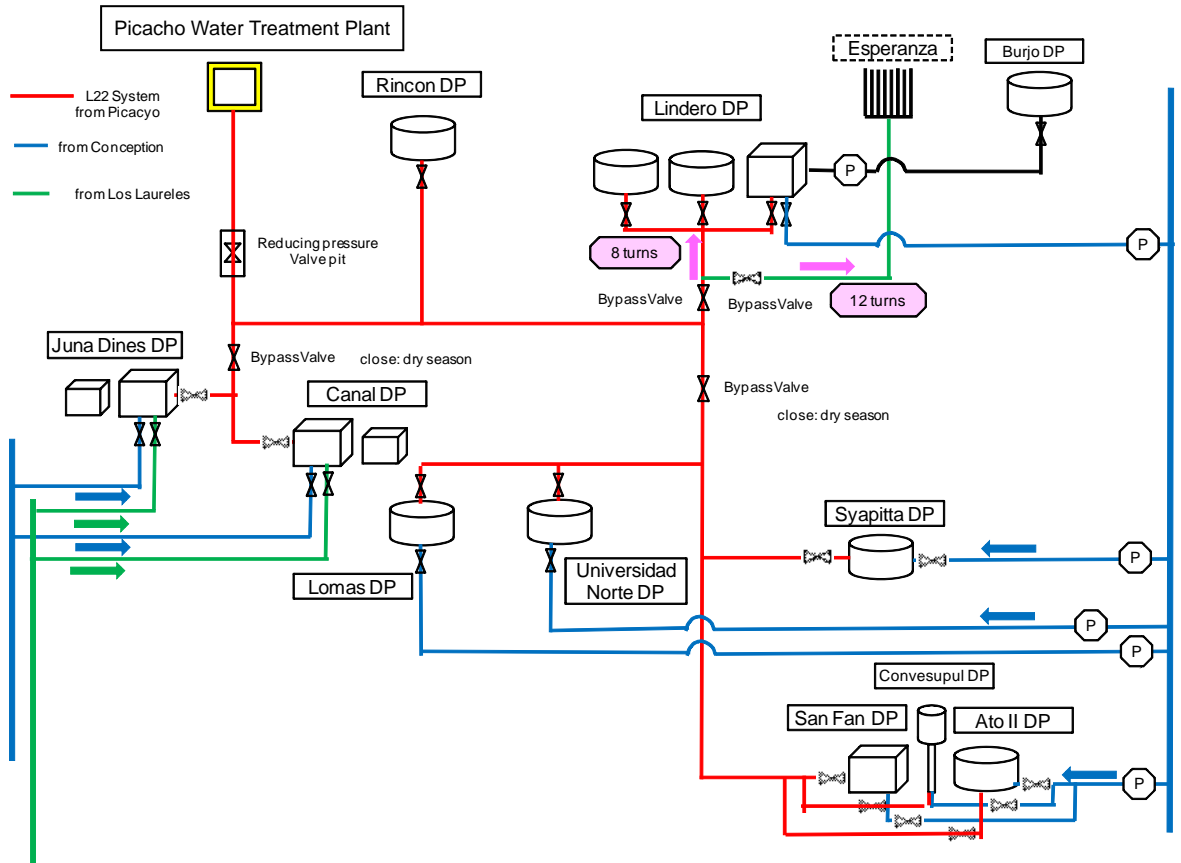 Picacho Water Treatment Plant
L22 System
from Picacyo
from Conception
from Los Laureles
Rincon DP
Esperanza
Burjo DP
Lindero DP
P
P
Reducing pressure
Valve pit
8 turns
12 turns
BypassValve
BypassValve
Juna Dines DP
BypassValve
close: dry season
BypassValve
close: dry season
Canal DP
Syapitta DP
P
Lomas DP
Universidad
Norte DP
P
P
Convesupul DP
San Fan DP
Ato II DP
P